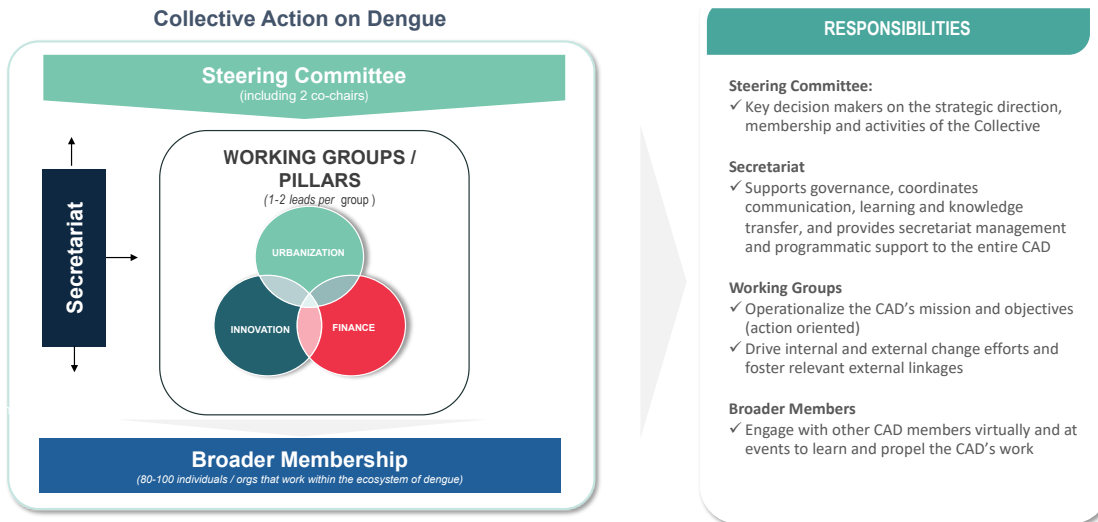 Collective Action on Dengue
Steering Committee
(including 2 co-chairs)
Secretariat
WORKING GROUPS /
PILLARS
(1-2 leads per group )
URBANIZATION
INNOVATION
FINANCE
Broader Membership
(80-100 individuals / orgs that work within the ecosystem of dengue)
RESPONSIBILITIES
Steering Committee:
✓ Key decision makers on the strategic direction,
membership and activities of the Collective
Secretariat
✓ Supports governance, coordinates
communication, learning and knowledge
transfer, and provides secretariat management
and programmatic support to the entire CAD
Working Groups
✓ Operationalize the CAD's mission and objectives
(action oriented)
✓ Drive internal and external change efforts and
foster relevant external linkages
Broader Members
✓ Engage with other CAD members virtually and at
events to learn and propel the CAD's work